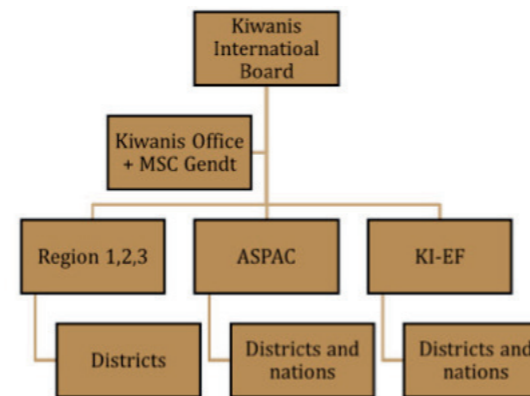 Kiwanis
Internatioal
Board
Kiwanis Office
+ MSC Gendt
Region 1,2,3
ASPAC
KI-EF
Districts
Districts and
nations
Districts and
nations